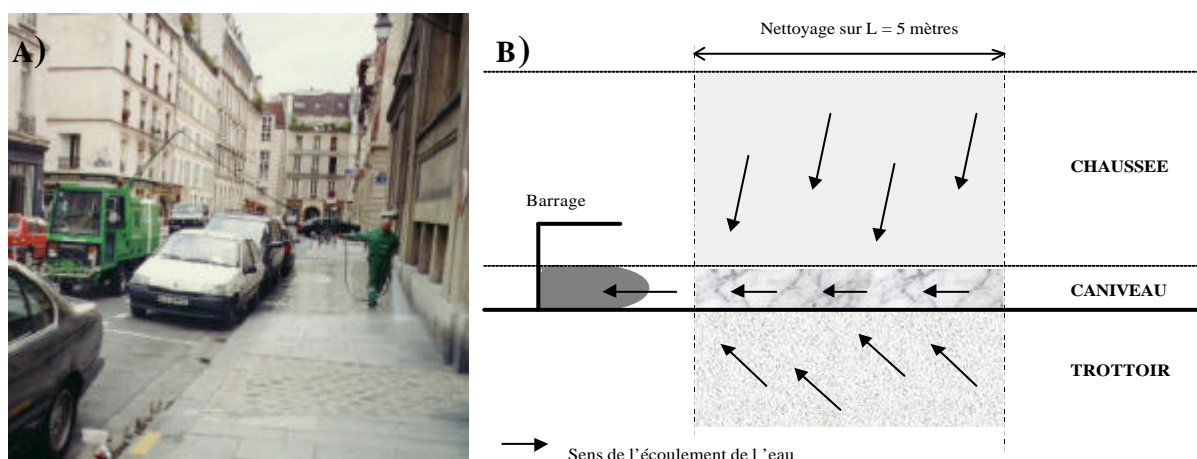 A)
B)
Nettoyage sur L = 5 mètres
CHAUSSEE
Barrage
CANIVEAU
TROTTOIR
Sens de l'écoulement de l 'eau